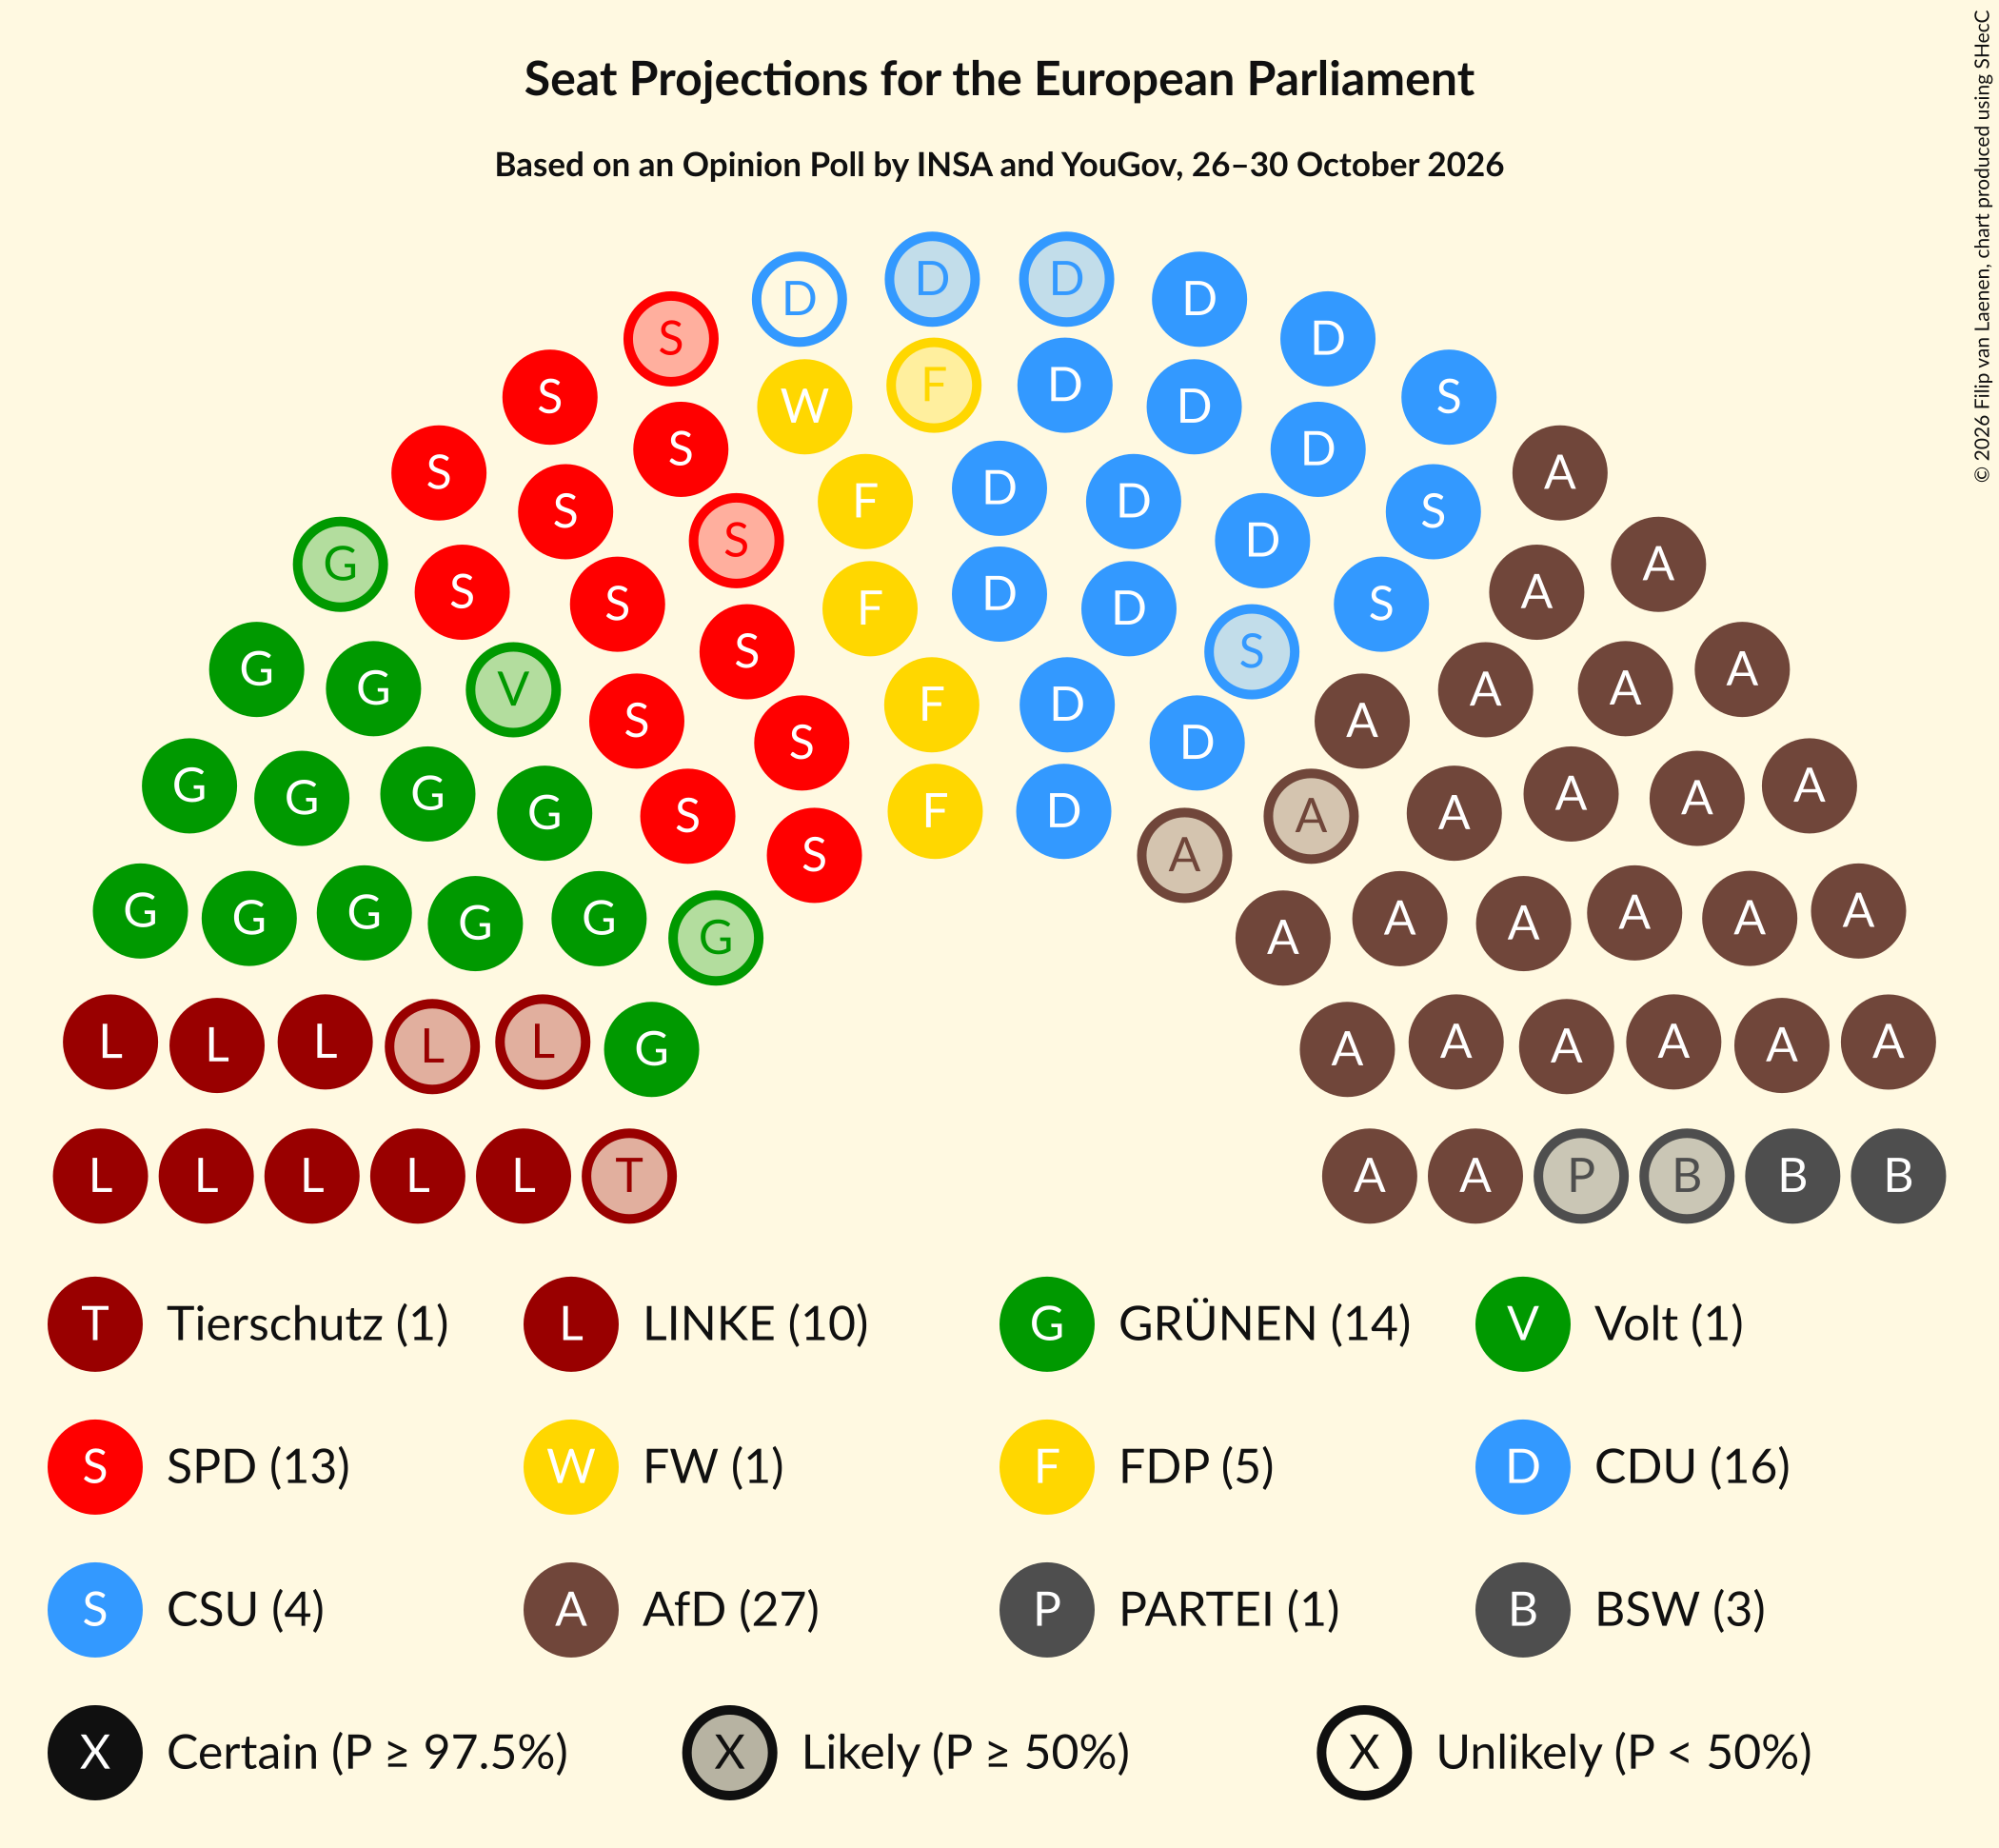 Seat Projections for the European Parliament
Based on an Opinion Poll by INSA and YouGov, 26–30 October 2026
© 2026 Filip van Laenen, chart produced using SHecC
D D
D D
S D
S F D S
W D
S S D D A
S F D D S
S S D A
G S S F D D S A A
S S A
G G V S F D A A A
S S D A
G G G G S F D A A A A A
S A
G G G G G G A A A A A A
L L L L L G A A A A A A
L L L L L T A A P B B B
T Tierschutz (1) L LINKE (10) G GRÜNEN (14) V Volt (1)
S SPD (13) W FW (1) F FDP (5) D CDU (16)
S CSU (4) A AfD (27) P PARTEI (1) B BSW (3)
X Certain (P ≥ 97.5%) X Likely (P ≥ 50%) X Unlikely (P < 50%)